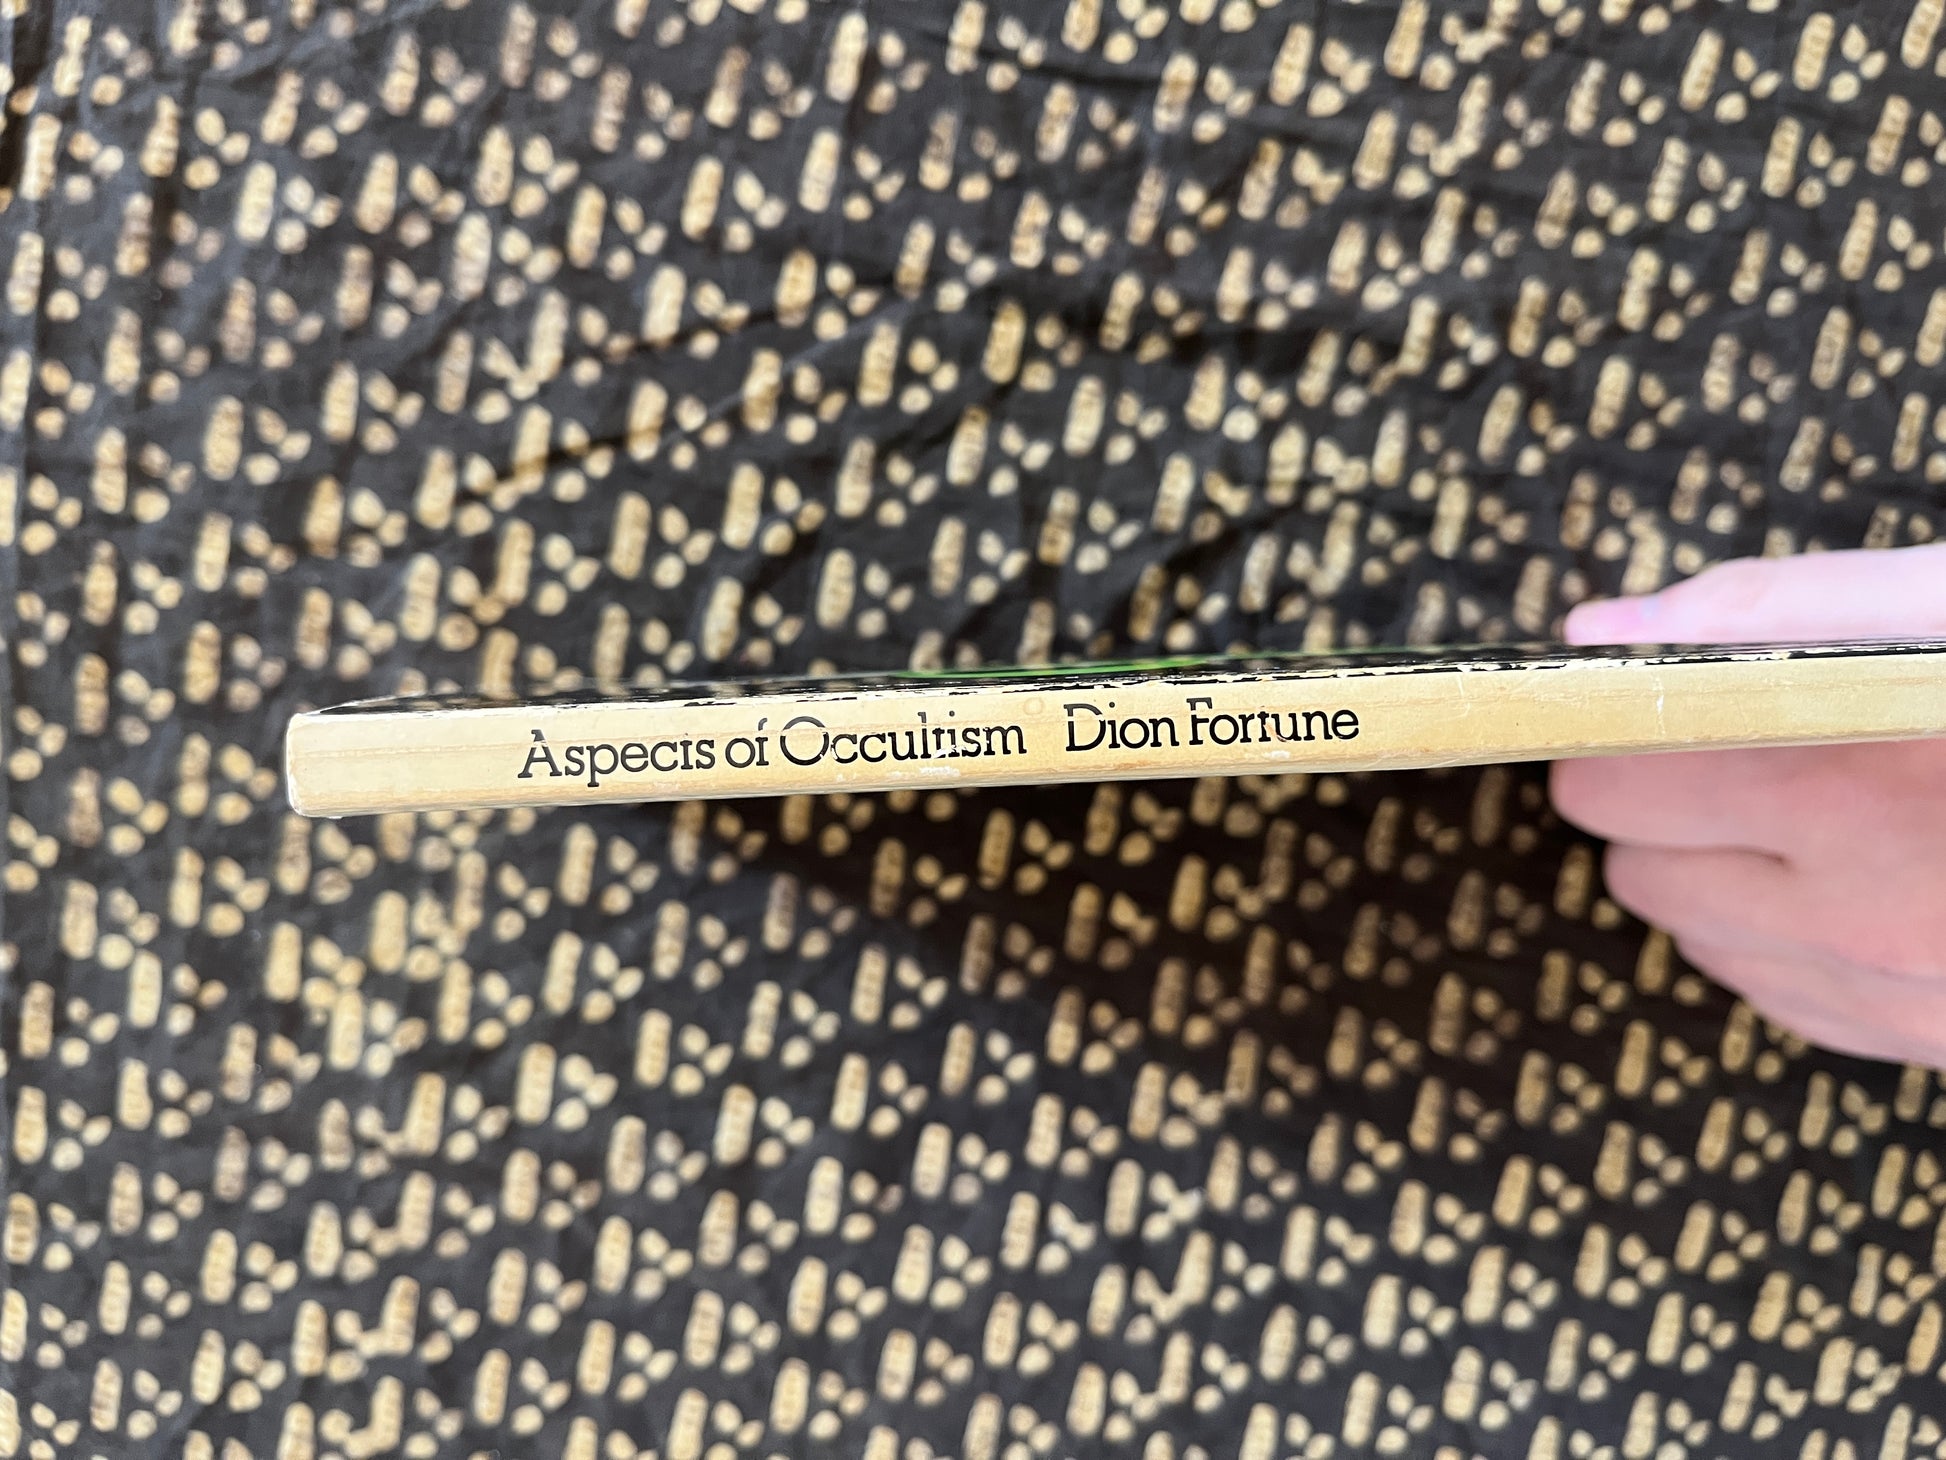 Aspects of Occultism Dion Fortune